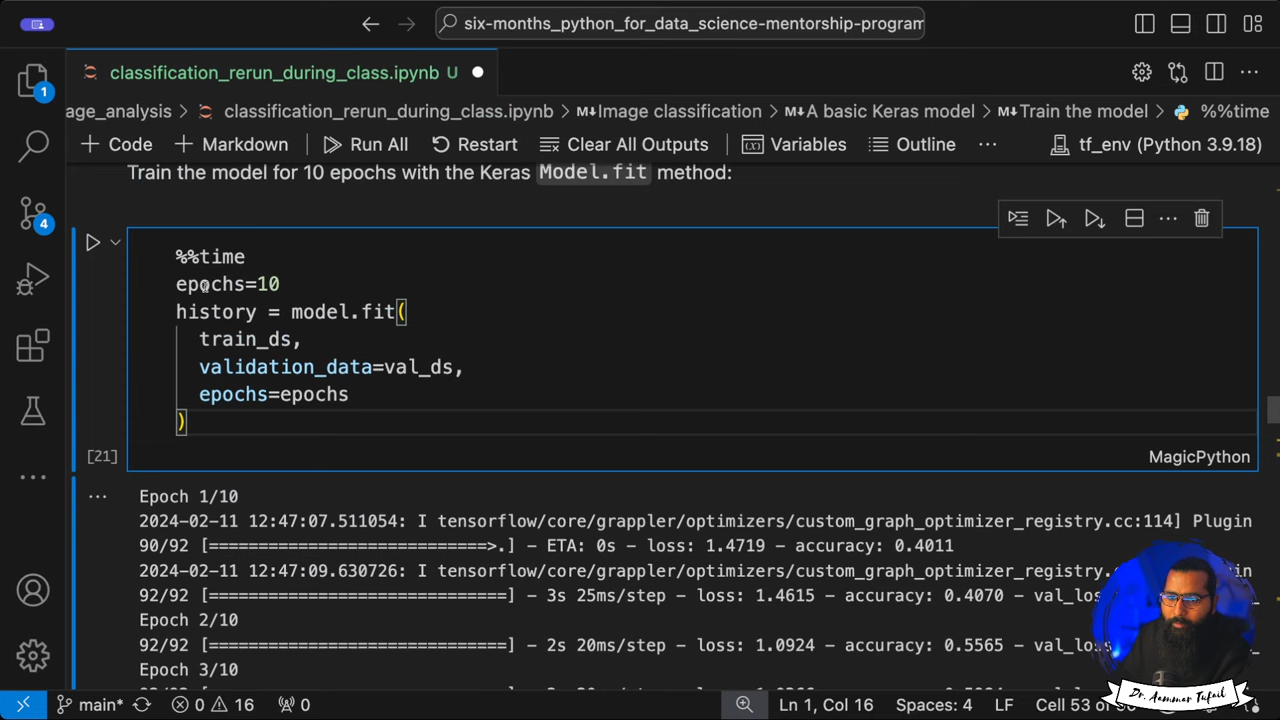 six-months_python_for_data_science-mentorship-program
classification_rerun_during_class.ipynb U
age_analysis > classification_rerun_during_class.ipynb > M↓Image classification > M↓A basic Keras model > M↓Train the model > %%time
+ Code + Markdown Run All Restart Clear All Outputs Variables Outline ... tf_env (Python 3.9.18)
Train the model for 10 epochs with the Keras Model.fit method:
%%time
epochs=10
history = model.fit(
train_ds,
validation_data=val_ds,
epochs=epochs
)
[21]
MagicPython
Epoch 1/10
2024-02-11 12:47:07.511054: I tensorflow/core/grappler/optimizers/custom_graph_optimizer_registry.cc:114] Plugin
90/92 [============================>.] - ETA: 0s - loss: 1.4719 - accuracy: 0.4011
2024-02-11 12:47:09.630726: I tensorflow/core/grappler/optimizers/custom_graph_optimizer_registry.
92/92 [==============================] - 3s 25ms/step - loss: 1.4615 - accuracy: 0.4070 - val_lo
Epoch 2/10
92/92 [==============================] - 2s 20ms/step - loss: 1.0924 - accuracy: 0.5565 - val_l
Epoch 3/10
1
4
Dr. Aammar Tufail
main* 0 16 0 Ln 1, Col 16 Spaces: 4 LF Cell 53 of